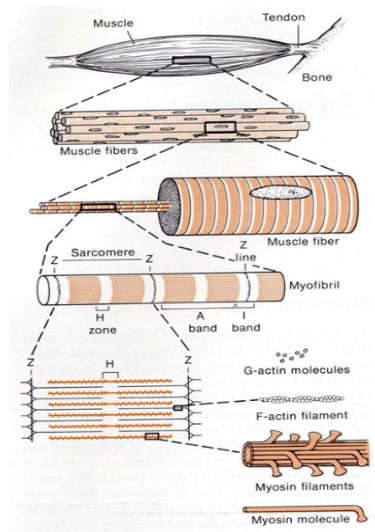 Muscle
Tendon
Bone
Muscle fibers
Muscle fiber
Sarcomere
Z
Z
Z
line
Myofibril
H
zone
A
band
I
band
Z
H
Z
G-actin molecules
F-actin filament
Myosin filaments
Myosin molecule